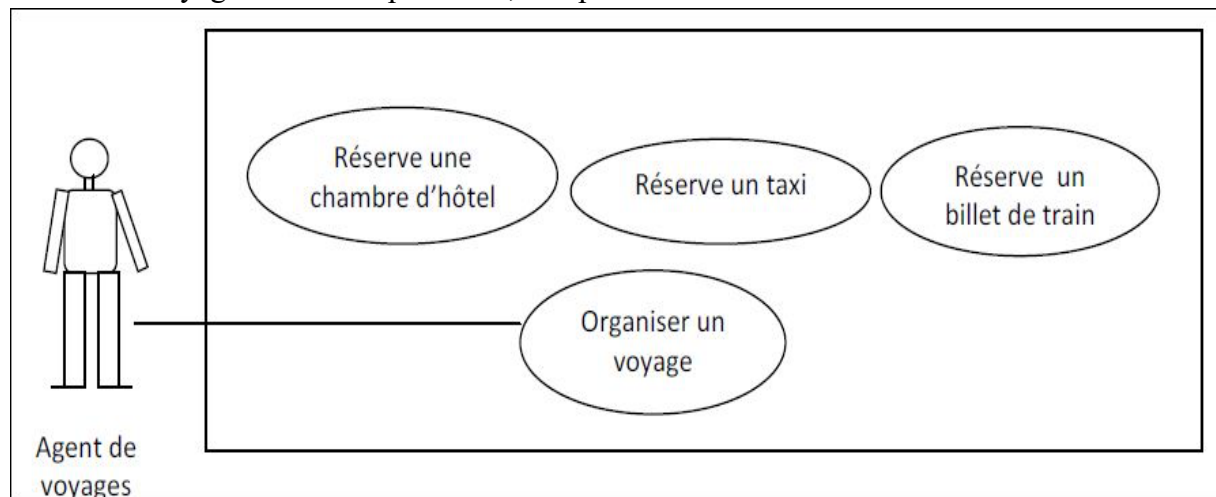 Réserve une
chambre d'hôtel
Réserve un taxi
Réserve un
billet de train
Organiser un
voyage
Agent de
voyages